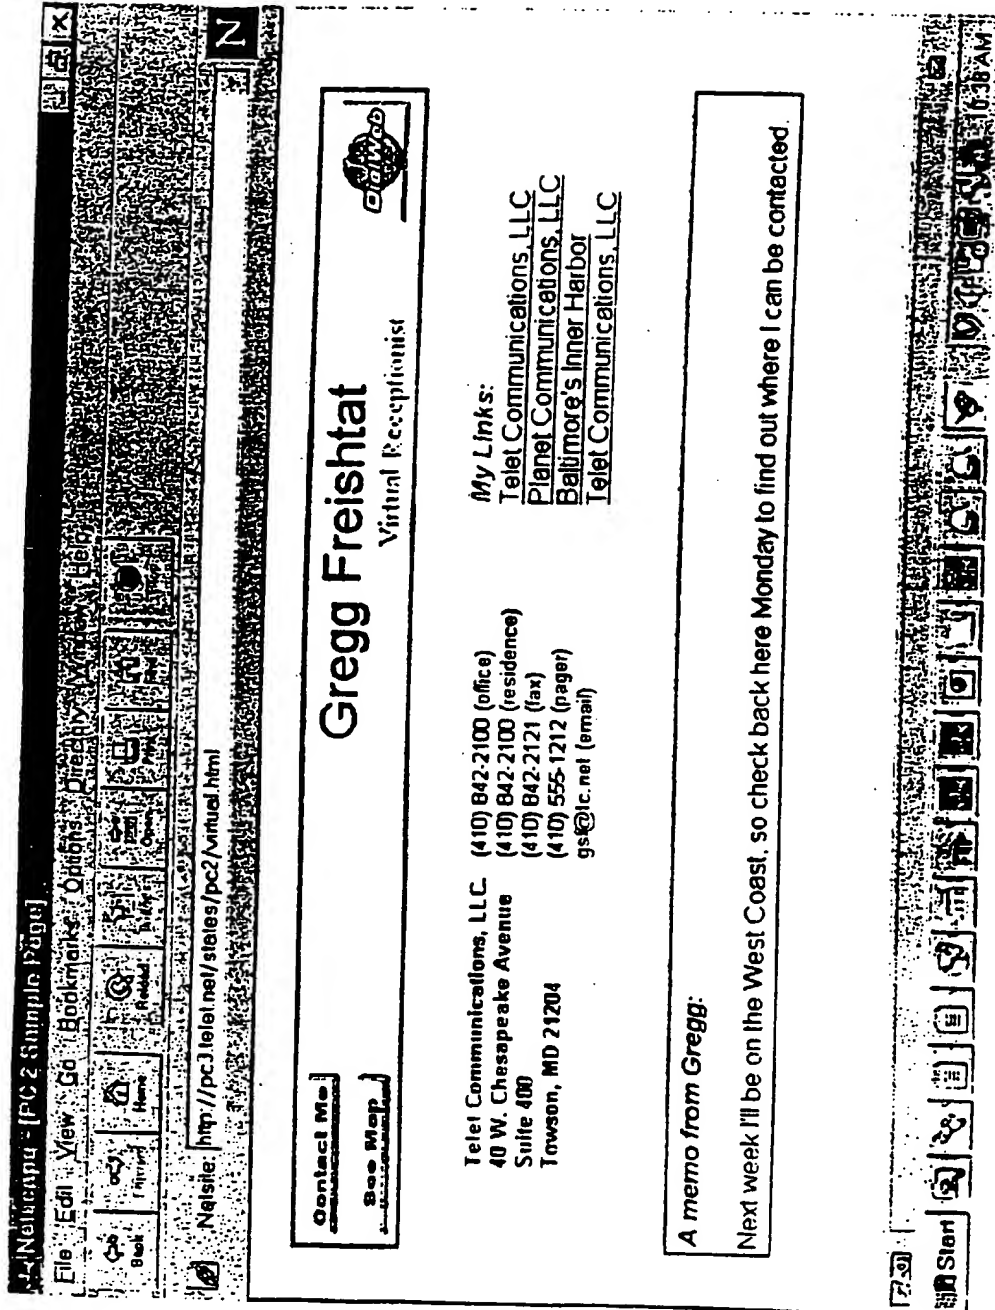 Netscape - [PC 2 Sample Page]
File Edit View Go Bookmarks Options Directory Window Help
Back Forward Home Reload Open Print Find
Netsite: http://pc3.telet.net/states/pc2/virtual.html
N
Contact Me
See Map
Gregg Freishtat
Virtual Receptionist
DigiWeb
Telet Communications, LLC.
40 W. Chesapeake Avenue
Suite 400
Towson, MD 21204
(410) 842-2100 (office)
(410) 842-2100 (residence)
(410) 842-2121 (fax)
(410) 555-1212 (pager)
gsf@lc.net (email)
My Links:
Telet Communications, LLC
Planet Communications, LLC
Baltimore's Inner Harbor
Telet Communications, LLC
A memo from Gregg:
Next week I'll be on the West Coast, so check back here Monday to find out where I can be contacted.
Start
10:38 AM